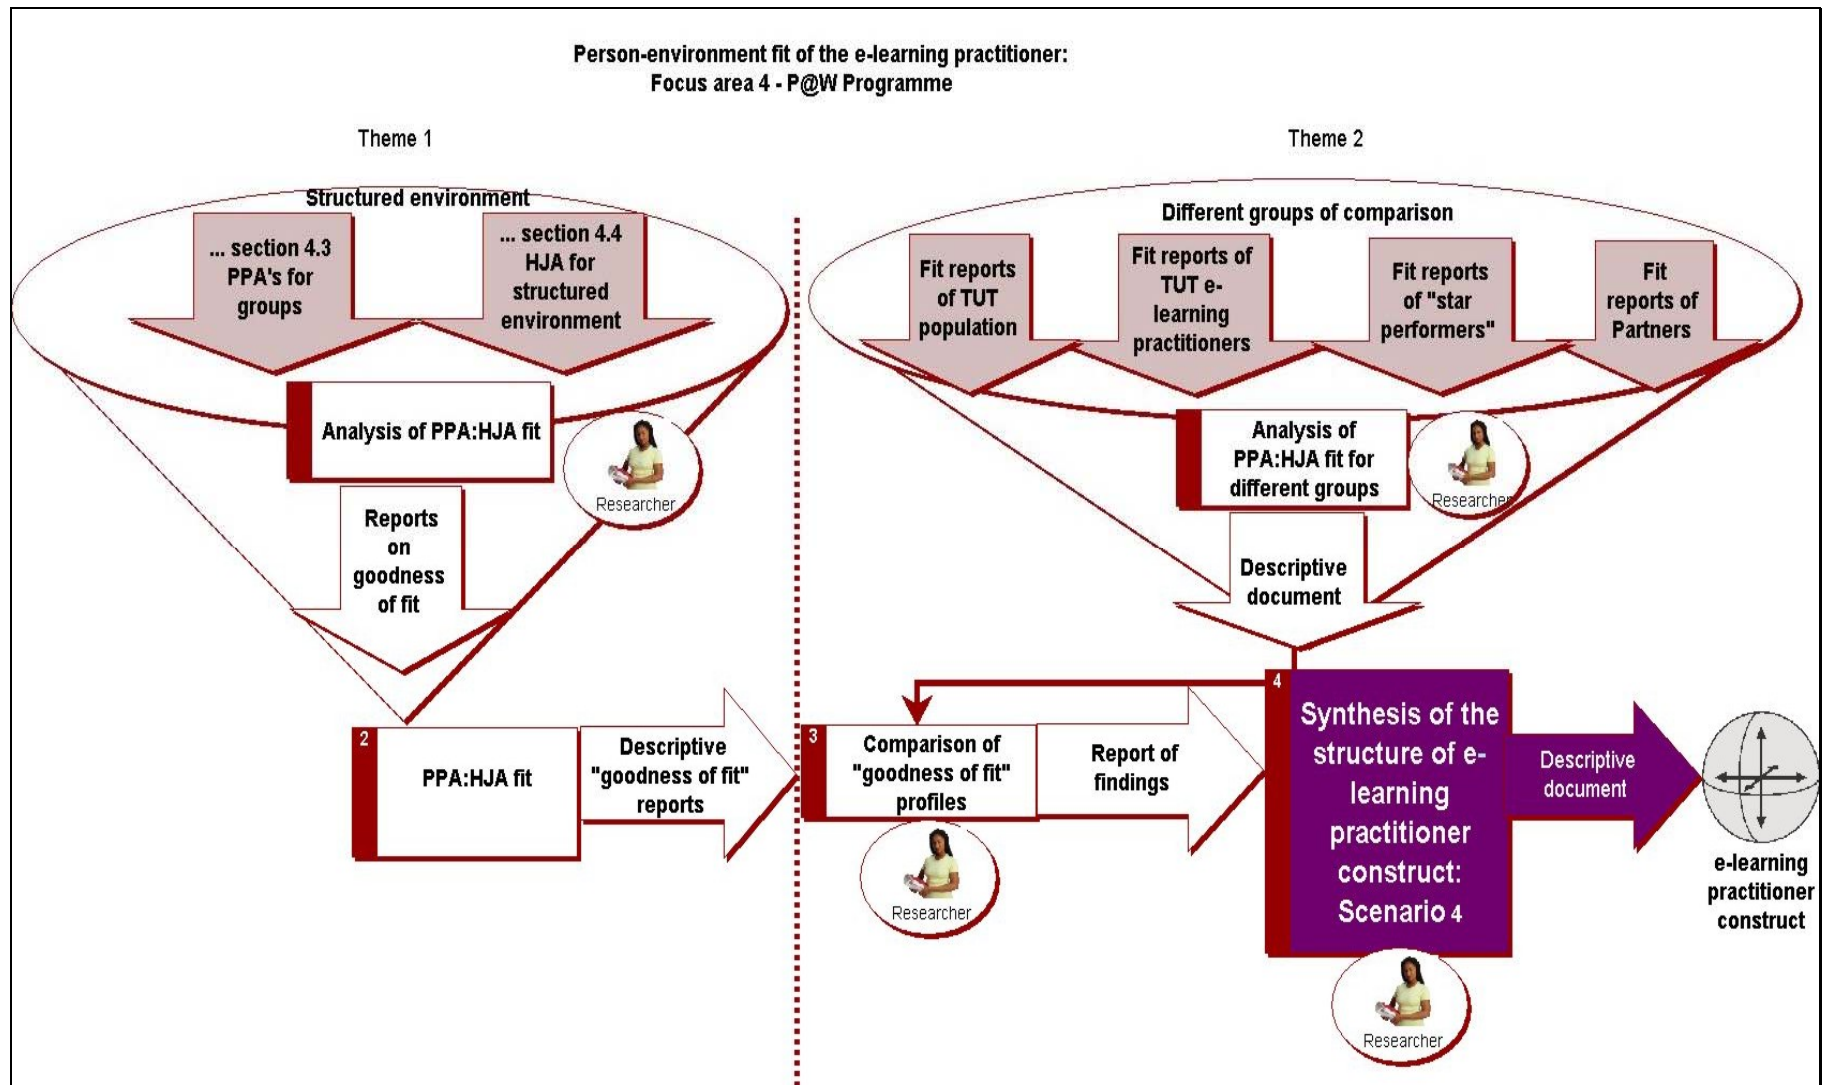 Person-environment fit of the e-learning practitioner:
Focus area 4 - P@W Programme
Theme 1
Structured environment
... section 4.3
PPA's for
groups
... section 4.4
HJA for
structured
environment
Analysis of PPA:HJA fit
Researcher
Reports
on
goodness
of fit
2
PPA:HJA fit
Descriptive
"goodness of fit"
reports
Theme 2
Different groups of comparison
Fit reports
of TUT
population
Fit reports of
TUT e-
learning
practitioners
Fit reports
of "star
performers"
Fit
reports of
Partners
Analysis of
PPA:HJA fit for
different groups
Researcher
Descriptive
document
3
Comparison of
"goodness of fit"
profiles
Researcher
Report of
findings
4
Synthesis of the
structure of e-
learning
practitioner
construct:
Scenario 4
Researcher
Descriptive
document
e-learning
practitioner
construct